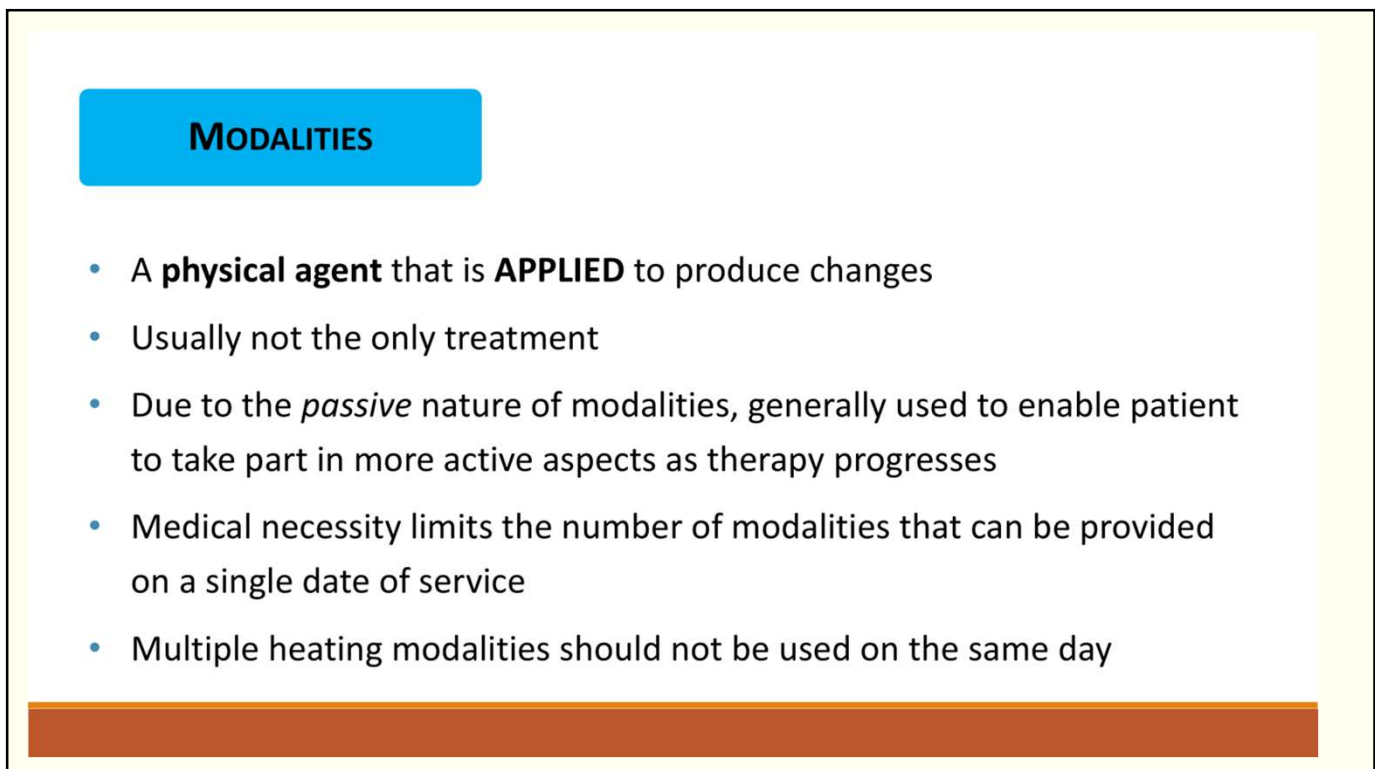 MODALITIES
• A physical agent that is APPLIED to produce changes
• Usually not the only treatment
• Due to the passive nature of modalities, generally used to enable patient
to take part in more active aspects as therapy progresses
• Medical necessity limits the number of modalities that can be provided
on a single date of service
• Multiple heating modalities should not be used on the same day